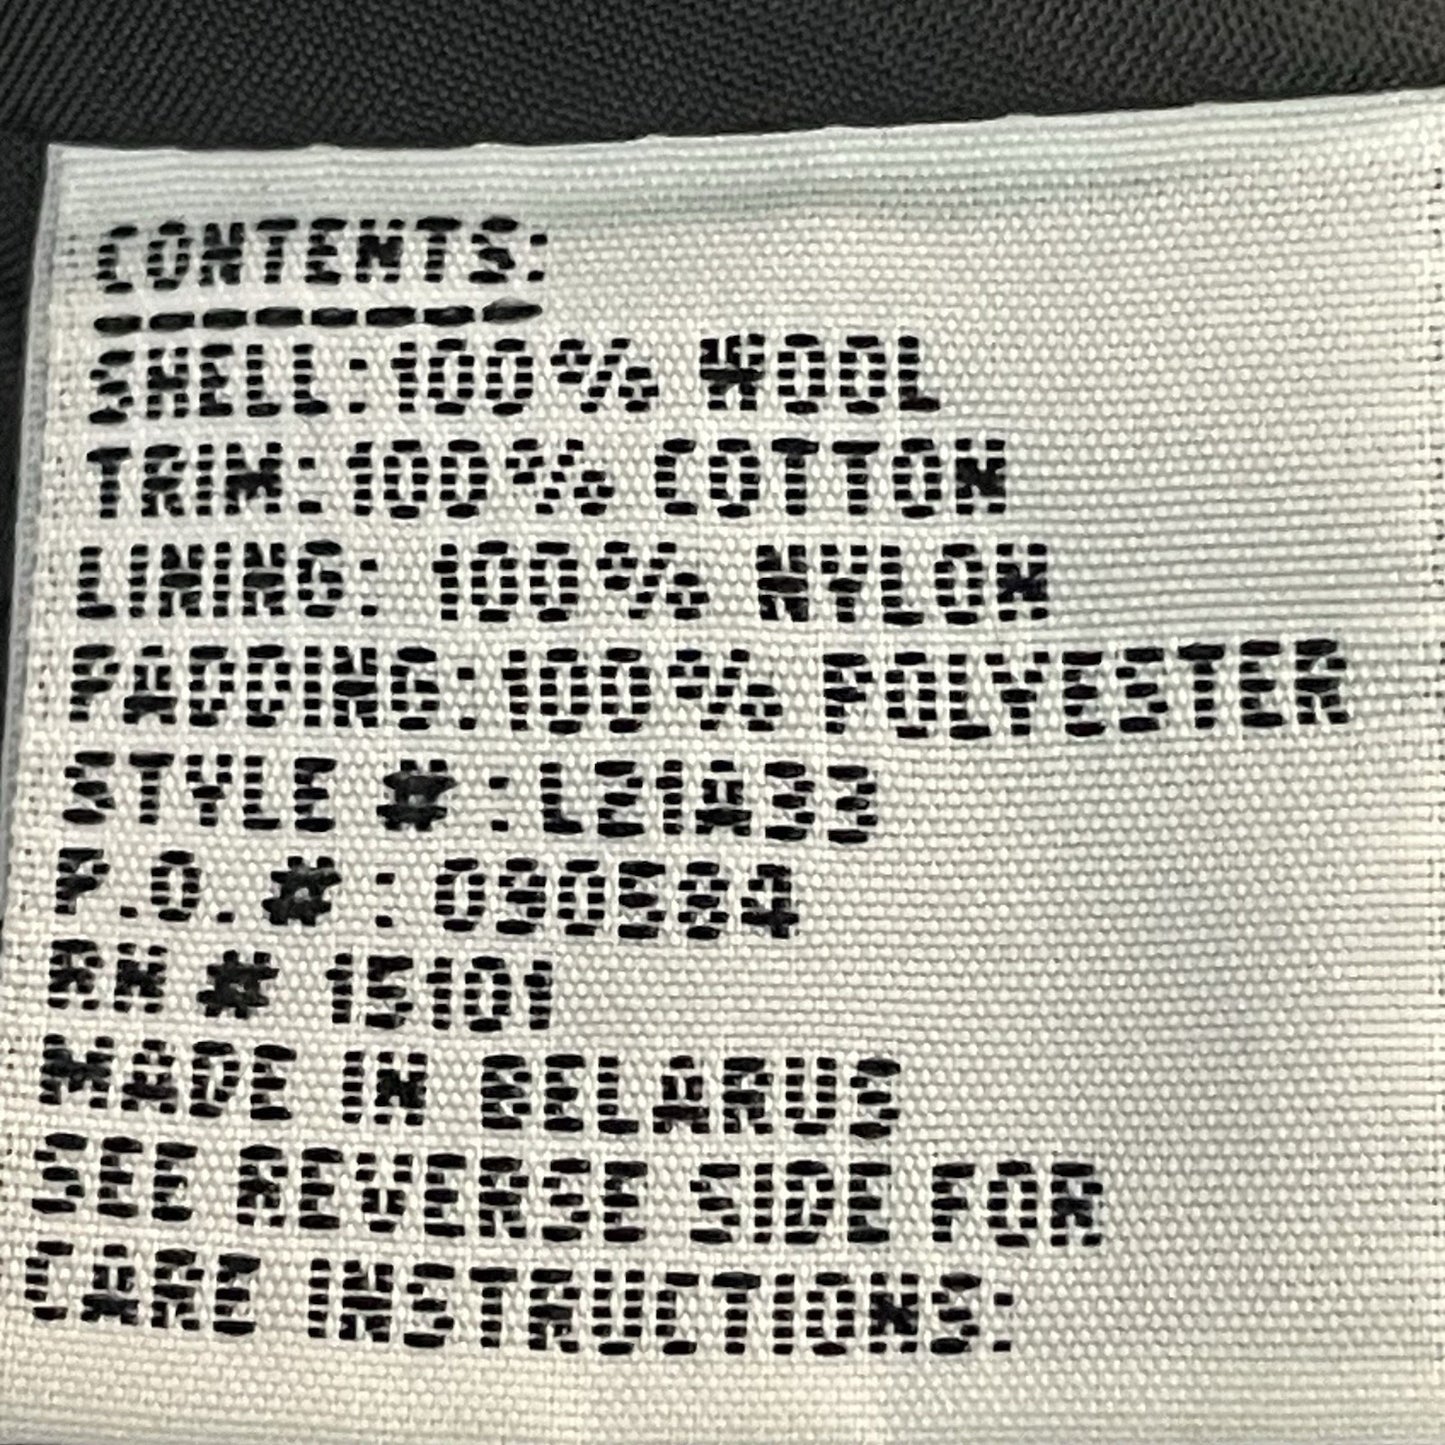 CONTENTS:
SHELL:100% WOOL
TRIM:100% COTTON
LINING: 100% NYLON
PADDING:100% POLYESTER
STYLE # : L21A33
P.O. # : 090584
RN # 15101
MADE IN BELARUS
SEE REVERSE SIDE FOR
CARE INSTRUCTIONS: